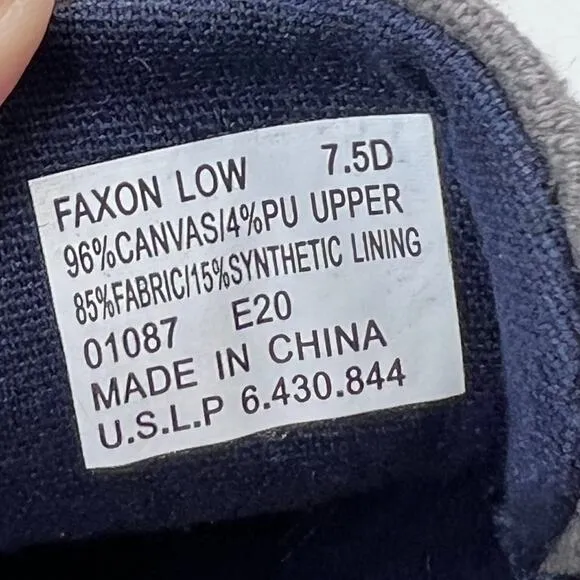 FAXON LOW 7.5D
96%CANVAS/4%PU UPPER
85%FABRIC/15%SYNTHETIC LINING
01087 E20
MADE IN CHINA
U.S.L.P 6.430.844